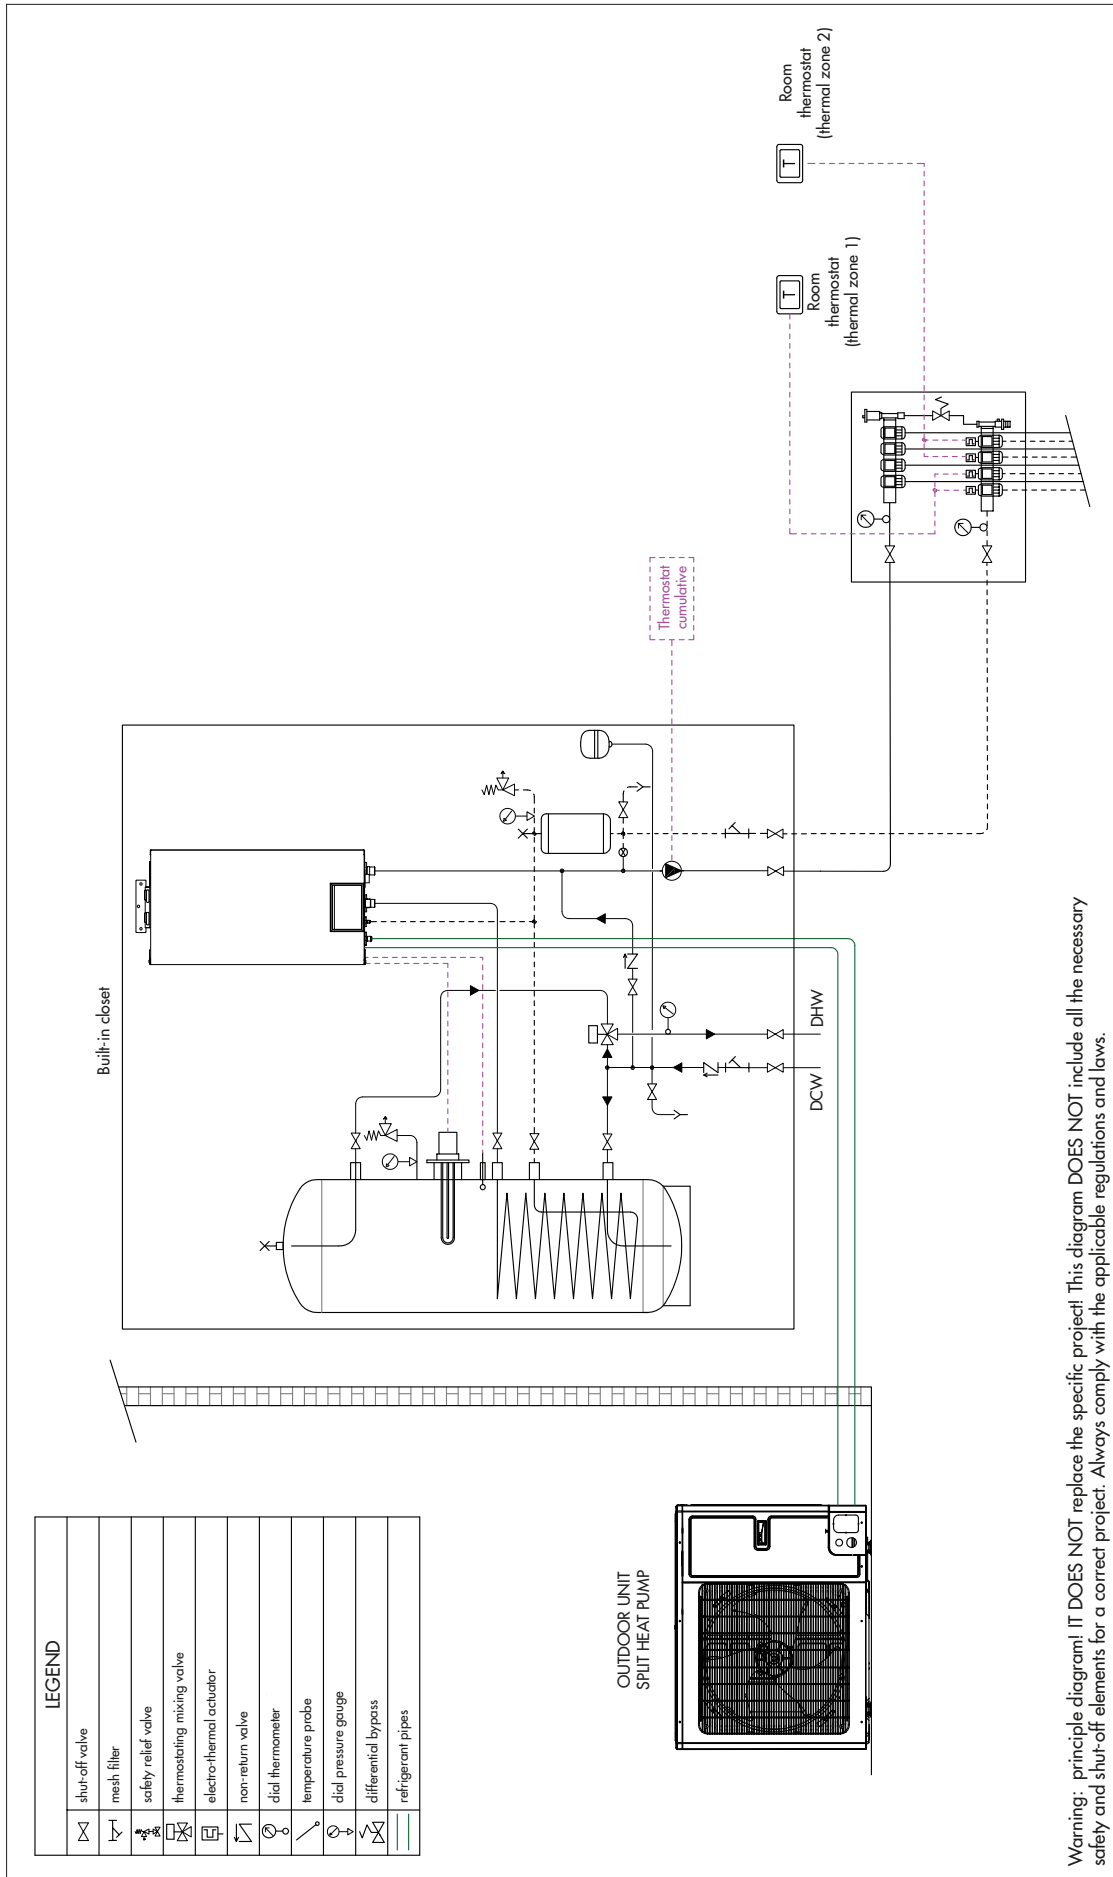 LEGEND
shut-off valve
mesh filter
safety relief valve
thermostating mixing valve
electro-thermal actuator
non-return valve
dial thermometer
temperature probe
dial pressure gauge
differential bypass
refrigerant pipes
OUTDOOR UNIT
SPLIT HEAT PUMP
Built-in closet
DCW
DHW
Thermostat
cumulative
T
Room
thermostat
(thermal zone 1)
T
Room
thermostat
(thermal zone 2)
Warning: principle diagram! IT DOES NOT replace the specific project! This diagram DOES NOT include all the necessary
safety and shut-off elements for a correct project. Always comply with the applicable regulations and laws.